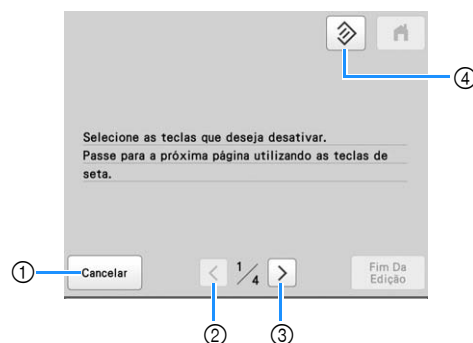 ④
Selecione as teclas que deseja desativar.
Passe para a próxima página utilizando as teclas de
seta.
① Cancelar 1/4 Fim Da
Edição
② ③